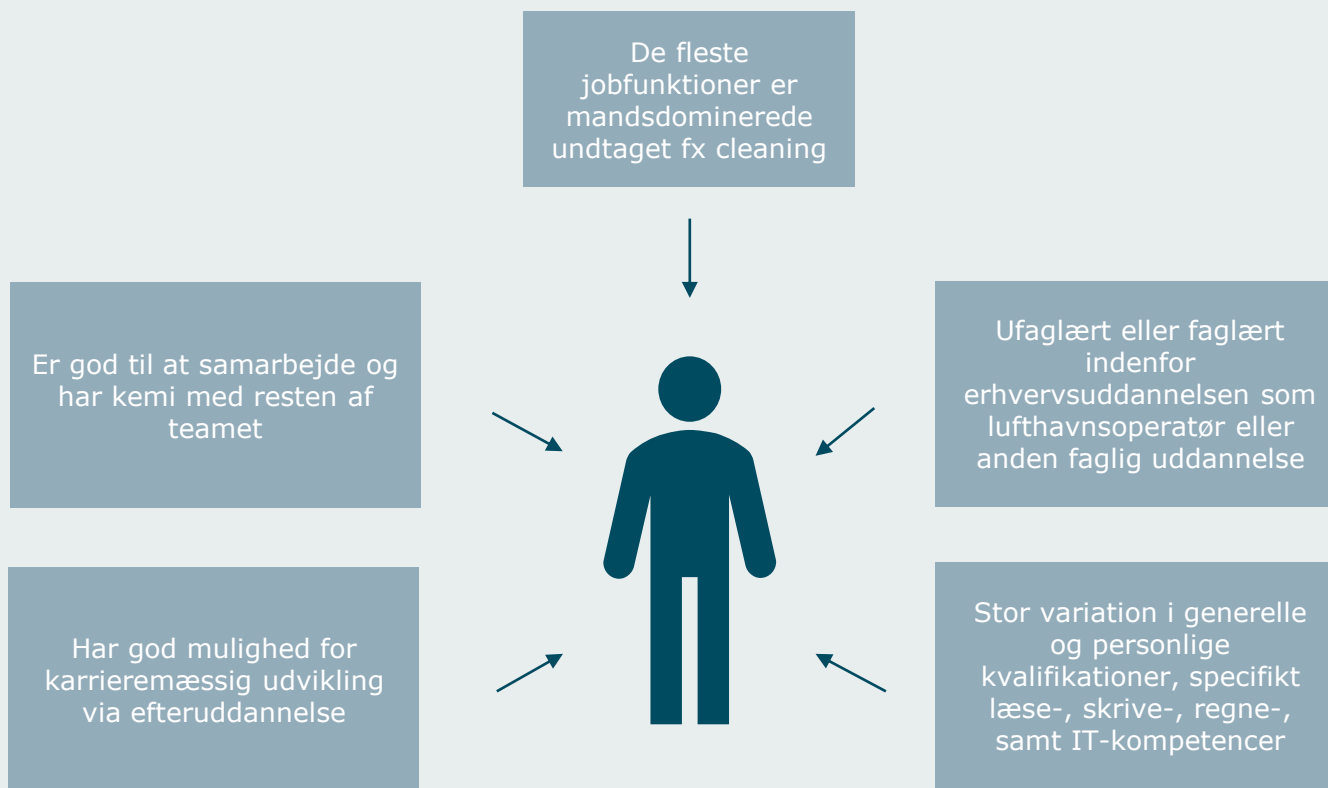 De fleste
jobfunktioner er
mandsdominerede
undtaget fx cleaning
Er god til at samarbejde og
har kemi med resten af
teamet
Ufaglært eller faglært
indenfor
erhvervsuddannelsen som
lufthavnsoperatør eller
anden faglig uddannelse
Har god mulighed for
karrieremæssig udvikling
via efteruddannelse
Stor variation i generelle
og personlige
kvalifikationer, specifikt
læse-, skrive-, regne-,
samt IT-kompetencer